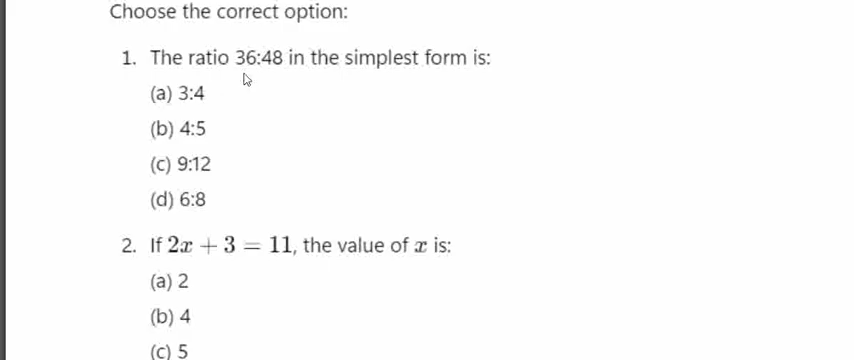 Choose the correct option:
1. The ratio 36:48 in the simplest form is:
(a) 3:4
(b) 4:5
(c) 9:12
(d) 6:8
2. If 2x + 3 = 11, the value of x is:
(a) 2
(b) 4
(c) 5